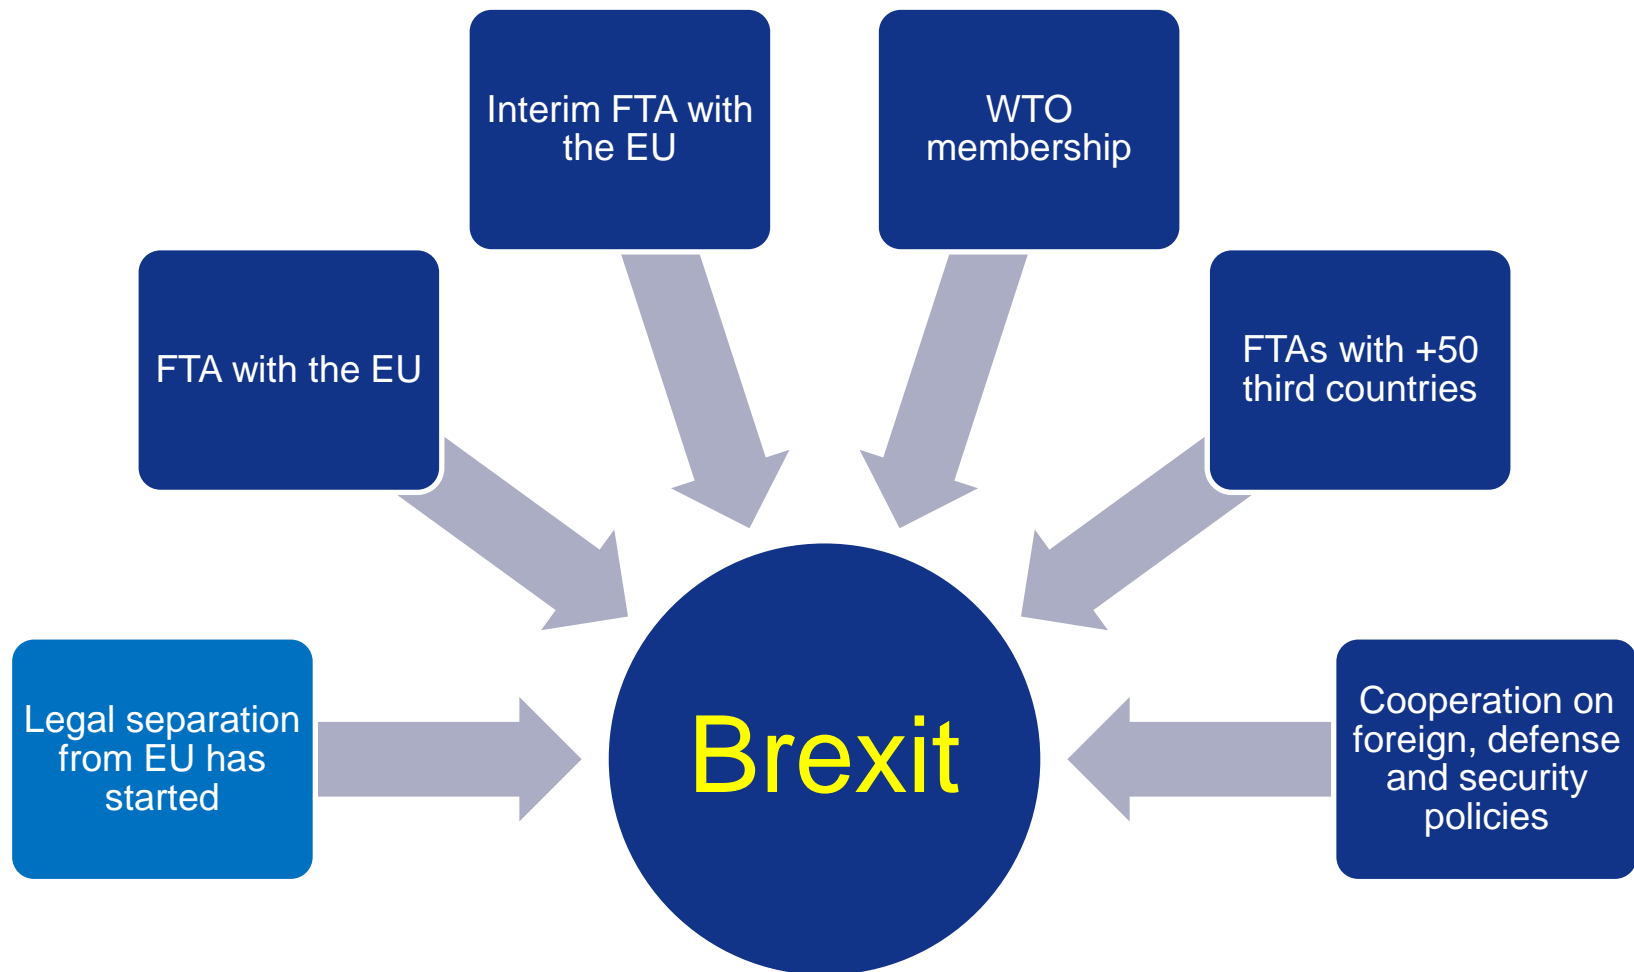 Interim FTA with
the EU
WTO
membership
FTA with the EU
FTAs with +50
third countries
Legal separation
from EU has
started
Brexit
Cooperation on
foreign, defense
and security
policies